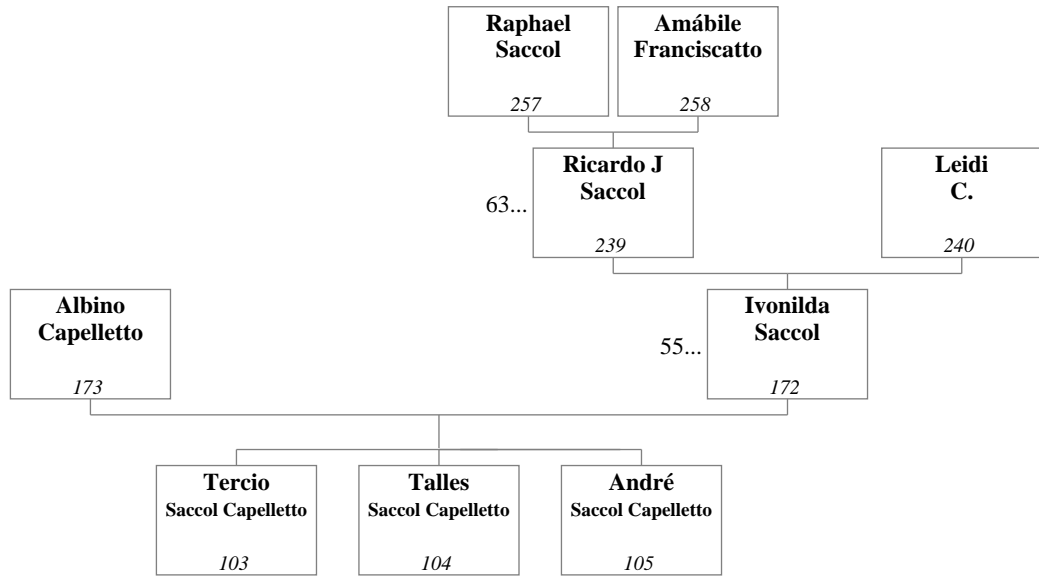 Raphael
Saccol
257
Amábile
Franciscatto
258
63...
Ricardo J
Saccol
239
Leidi
C.
240
Albino
Capelletto
173
55...
Ivonilda
Saccol
172
Tercio
Saccol Capelletto
103
Talles
Saccol Capelletto
104
André
Saccol Capelletto
105